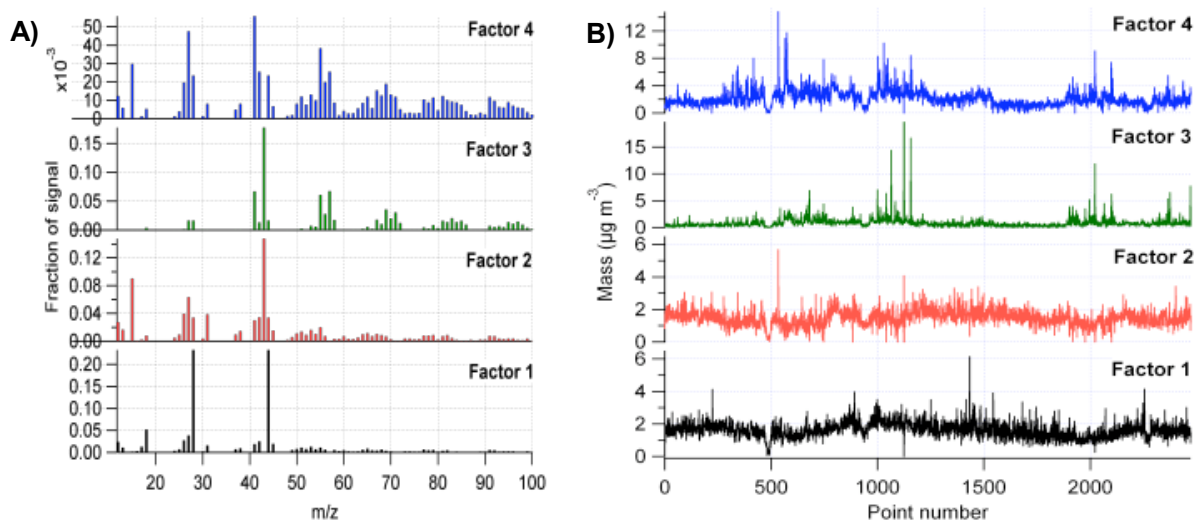 A)
Factor 4
50
40
30
20
10
0
x10⁻³
Factor 3
0.15
0.10
0.05
0.00
Factor 2
0.12
0.08
0.04
0.00
Factor 1
0.20
0.15
0.10
0.05
0.00
Fraction of signal
20 30 40 50 60 70 80 90 100
m/z
B)
Factor 4
12
8
4
0
Factor 3
15
10
5
0
Factor 2
6
4
2
0
Factor 1
6
4
2
0
Mass (µg m⁻³)
0 500 1000 1500 2000
Point number